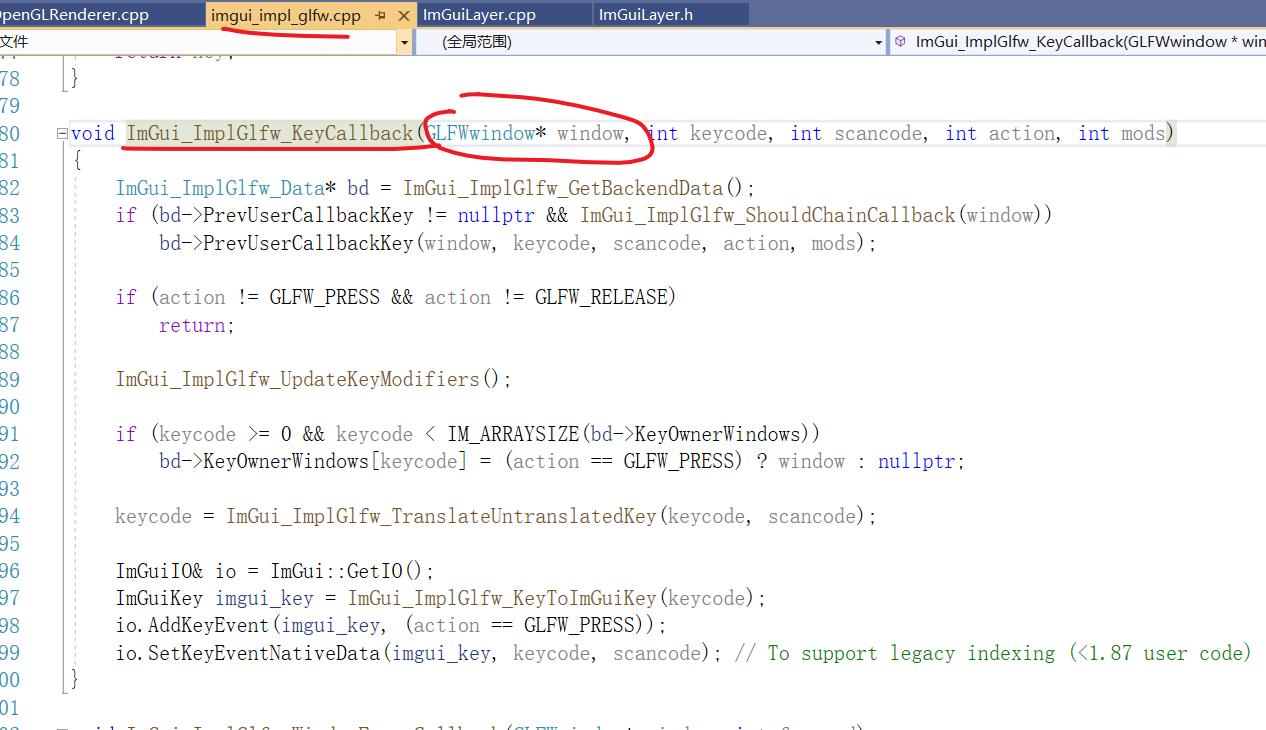 OpenGLRenderer.cpp imgui_impl_glfw.cpp ImGuiLayer.cpp ImGuiLayer.h
文件 (全局范围) ImGui_ImplGlfw_KeyCallback(GLFWwindow * win
78 }
79
80 void ImGui_ImplGlfw_KeyCallback(GLFWwindow* window, int keycode, int scancode, int action, int mods)
81 {
82 ImGui_ImplGlfw_Data* bd = ImGui_ImplGlfw_GetBackendData();
83 if (bd->PrevUserCallbackKey != nullptr && ImGui_ImplGlfw_ShouldChainCallback(window))
84 bd->PrevUserCallbackKey(window, keycode, scancode, action, mods);
85
86 if (action != GLFW_PRESS && action != GLFW_RELEASE)
87 return;
88
89 ImGui_ImplGlfw_UpdateKeyModifiers();
90
91 if (keycode >= 0 && keycode < IM_ARRAYSIZE(bd->KeyOwnerWindows))
92 bd->KeyOwnerWindows[keycode] = (action == GLFW_PRESS) ? window : nullptr;
93
94 keycode = ImGui_ImplGlfw_TranslateUntranslatedKey(keycode, scancode);
95
96 ImGuiIO& io = ImGui::GetIO();
97 ImGuiKey imgui_key = ImGui_ImplGlfw_KeyToImGuiKey(keycode);
98 io.AddKeyEvent(imgui_key, (action == GLFW_PRESS));
99 io.SetKeyEventNativeData(imgui_key, keycode, scancode); // To support legacy indexing (<1.87 user code)
00 }
01